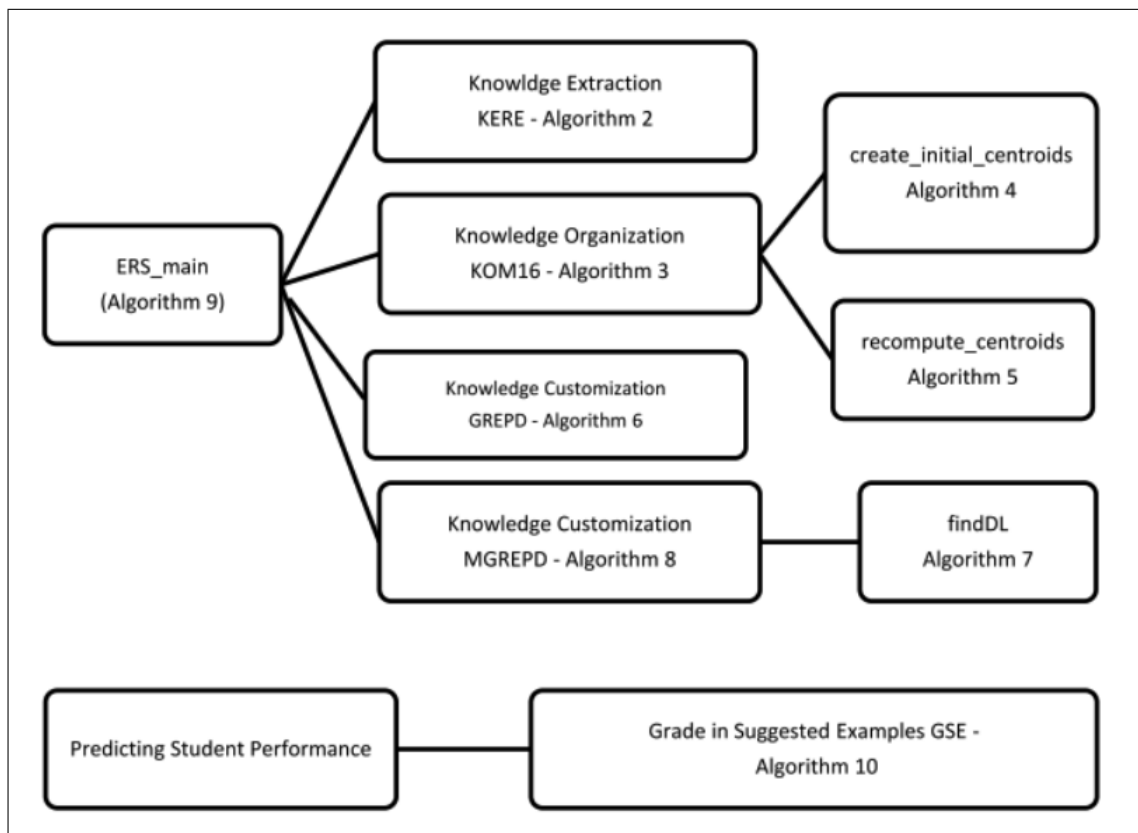 Knowldge Extraction
KERE - Algorithm 2
create_initial_centroids
Algorithm 4
Knowledge Organization
KOM16 - Algorithm 3
ERS_main
(Algorithm 9)
recompute_centroids
Algorithm 5
Knowledge Customization
GREPD - Algorithm 6
Knowledge Customization
MGREPD - Algorithm 8
findDL
Algorithm 7
Predicting Student Performance
Grade in Suggested Examples GSE -
Algorithm 10